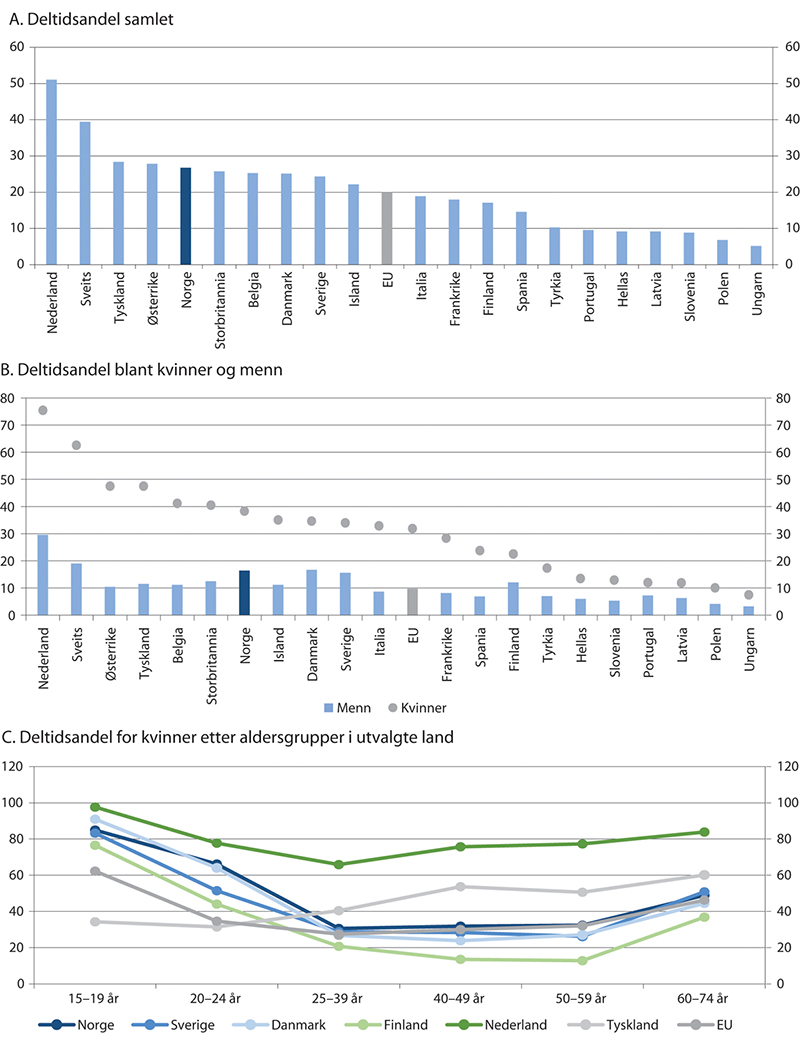 A. Deltidsandel samlet
60 60
50 50
40 40
30 30
20 20
10 10
0 0
Nederland
Sveits
Tyskland
Østerrike
Norge
Storbritannia
Belgia
Danmark
Sverige
Island
EU
Italia
Frankrike
Finland
Spania
Tyrkia
Portugal
Hellas
Latvia
Slovenia
Polen
Ungarn
B. Deltidsandel blant kvinner og menn
80 80
70 70
60 60
50 50
40 40
30 30
20 20
10 10
0 0
Nederland
Sveits
Østerrike
Tyskland
Belgia
Storbritannia
Norge
Island
Danmark
Sverige
Italia
EU
Frankrike
Spania
Finland
Tyrkia
Hellas
Slovenia
Portugal
Latvia
Polen
Ungarn
Menn Kvinner
C. Deltidsandel for kvinner etter aldersgrupper i utvalgte land
120 120
100 100
80 80
60 60
40 40
20 20
0 0
15–19 år 20–24 år 25–39 år 40–49 år 50–59 år 60–74 år
Norge Sverige Danmark Finland Nederland Tyskland EU